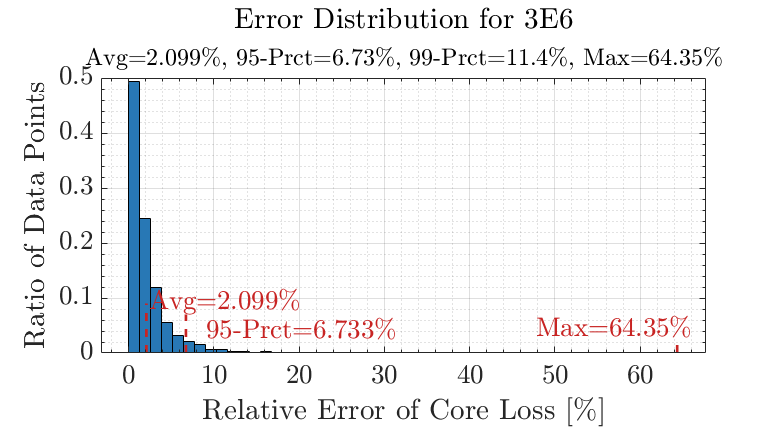 Error Distribution for 3E6
Avg=2.099%, 95-Prct=6.73%, 99-Prct=11.4%, Max=64.35%
0.5
0.4
0.3
0.2
0.1
0
Ratio of Data Points
Avg=2.099%
95-Prct=6.733%
Max=64.35%
0 10 20 30 40 50 60
Relative Error of Core Loss [%]